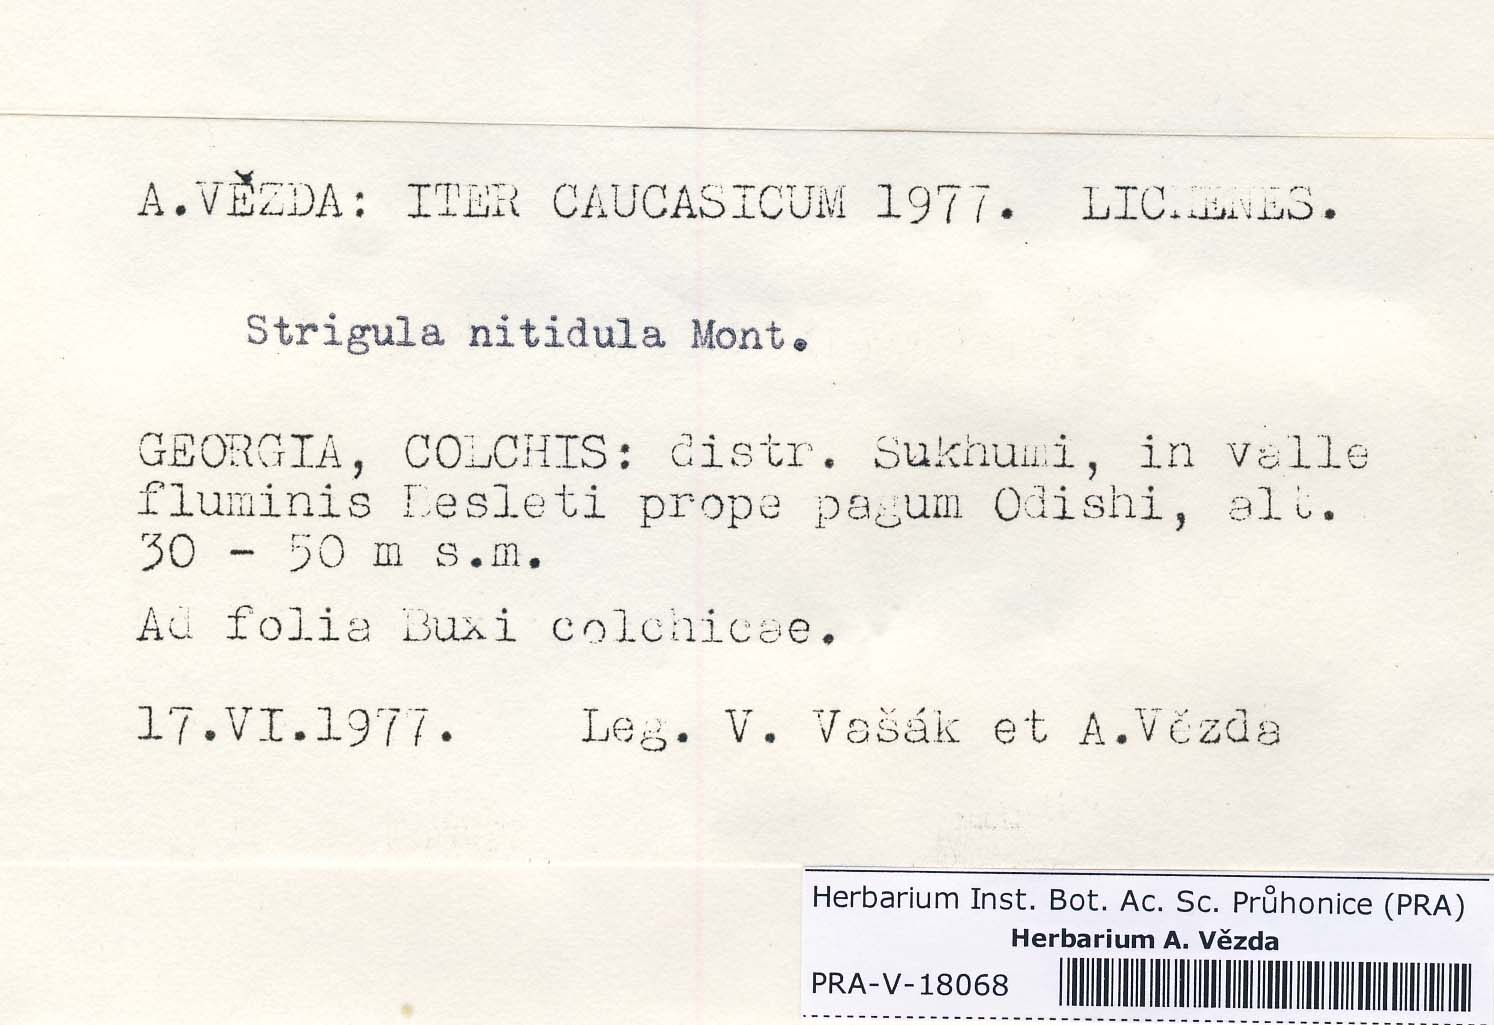 A.VĚZDA: ITER CAUCASICUM 1977. LICHENES.
Strigula nitidula Mont.
GEORGIA, COLCHIS: distr. Sukhumi, in valle
fluminis Besleti prope pagum Odishi, alt.
30 - 50 m s.m.
Ad folia Buxi colchicae.
17.VI.1977. Leg. V. Vašák et A.Vězda
Herbarium Inst. Bot. Ac. Sc. Průhonice (PRA)
Herbarium A. Vězda
PRA-V-18068